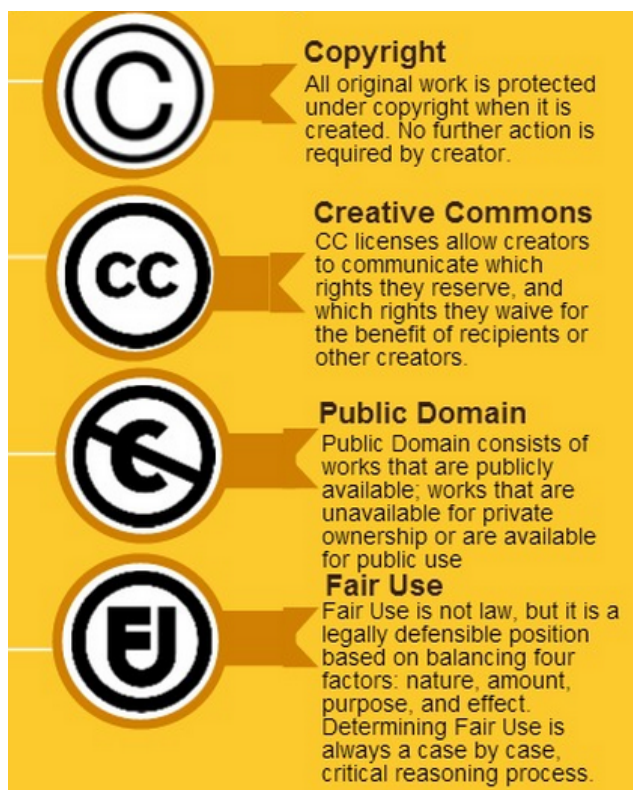 C
Copyright
All original work is protected
under copyright when it is
created. No further action is
required by creator.
cc
Creative Commons
CC licenses allow creators
to communicate which
rights they reserve, and
which rights they waive for
the benefit of recipients or
other creators.
C
Public Domain
Public Domain consists of
works that are publicly
available; works that are
unavailable for private
ownership or are available
for public use
FU
Fair Use
Fair Use is not law, but it is a
legally defensible position
based on balancing four
factors: nature, amount,
purpose, and effect.
Determining Fair Use is
always a case by case,
critical reasoning process.